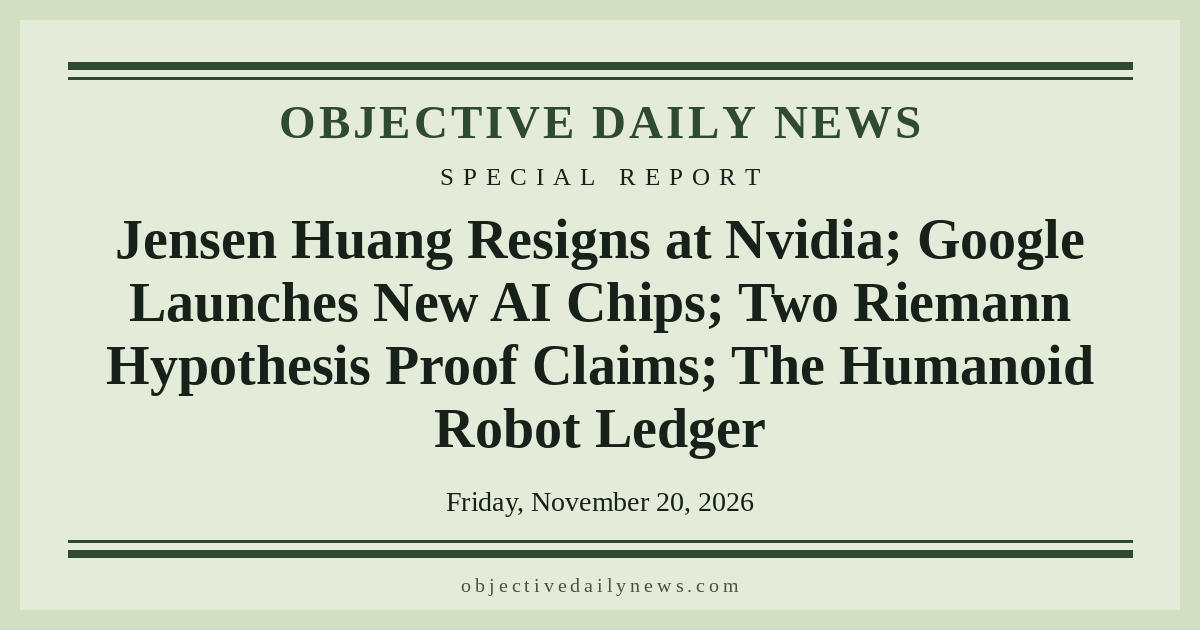 OBJECTIVE DAILY NEWS
SPECIAL REPORT
Jensen Huang Resigns at Nvidia; Google
Launches New AI Chips; Two Riemann
Hypothesis Proof Claims; The Humanoid
Robot Ledger
Friday, November 20, 2026
objectivedailynews.com